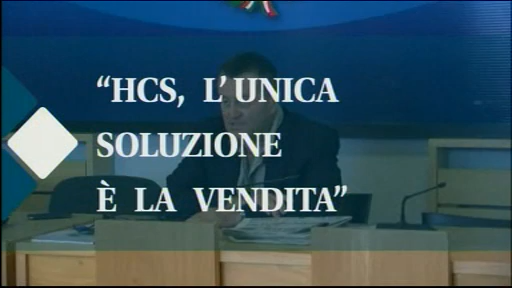 “HCS, L’UNICA
SOLUZIONE
È LA VENDITA”